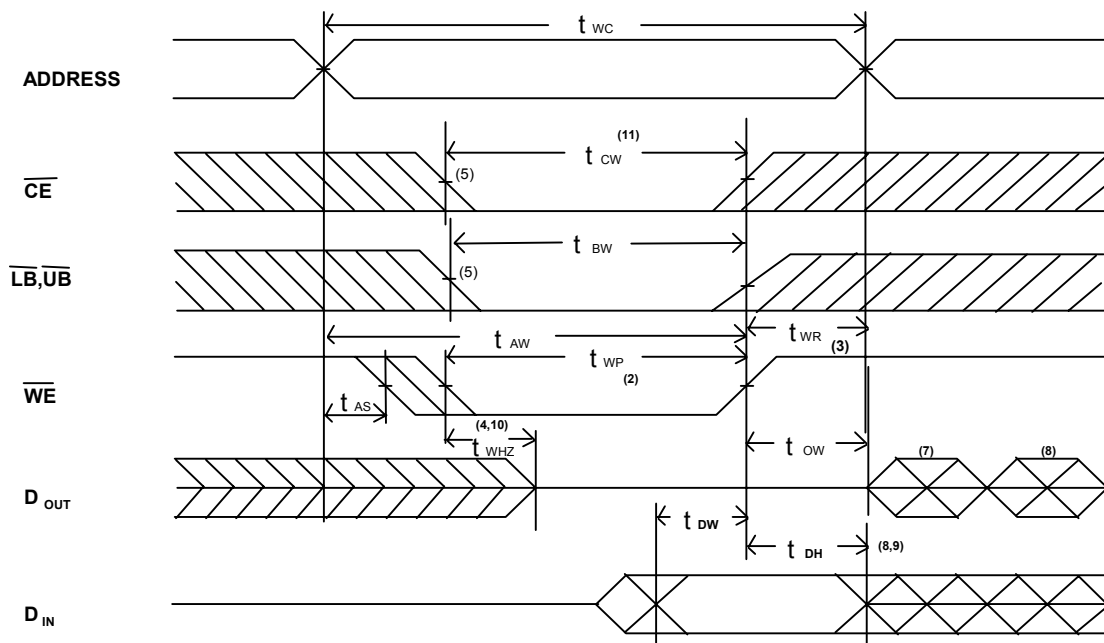 t WC
ADDRESS
(11)
t CW
CE
(5)
t BW
LB,UB
(5)
t AW
t WR
(3)
t WP
(2)
WE
t AS
(4,10)
t WHZ
t OW
(7)
(8)
D OUT
t DW
t DH
(8,9)
D IN